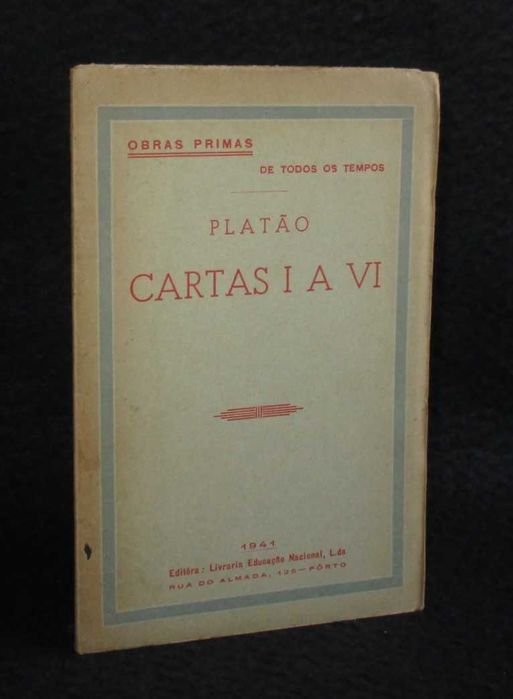 OBRAS PRIMAS
DE TODOS OS TEMPOS
PLATÃO
CARTAS I A VI
1941
Editôra: Livraria Educação Nacional, L.da
RUA DO ALMADA, 125 — PÔRTO